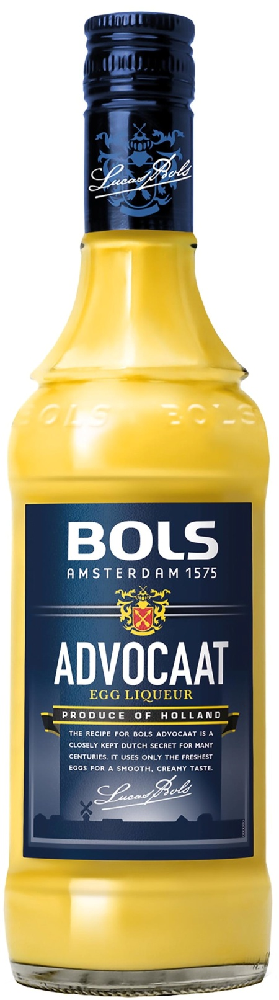 Lucas Bols
BOLS BOLS
BOLS
AMSTERDAM 1575
ADVOCAAT
EGG LIQUEUR
PRODUCE OF HOLLAND
THE RECIPE FOR BOLS ADVOCAAT IS A
CLOSELY KEPT DUTCH SECRET FOR MANY
CENTURIES. IT USES ONLY THE FRESHEST
EGGS FOR A SMOOTH, CREAMY TASTE.
Lucas Bols